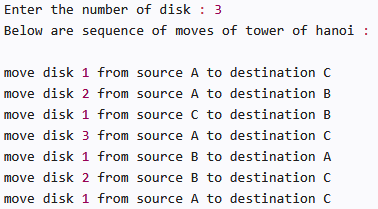 Enter the number of disk : 3
Below are sequence of moves of tower of hanoi :
move disk 1 from source A to destination C
move disk 2 from source A to destination B
move disk 1 from source C to destination B
move disk 3 from source A to destination C
move disk 1 from source B to destination A
move disk 2 from source B to destination C
move disk 1 from source A to destination C